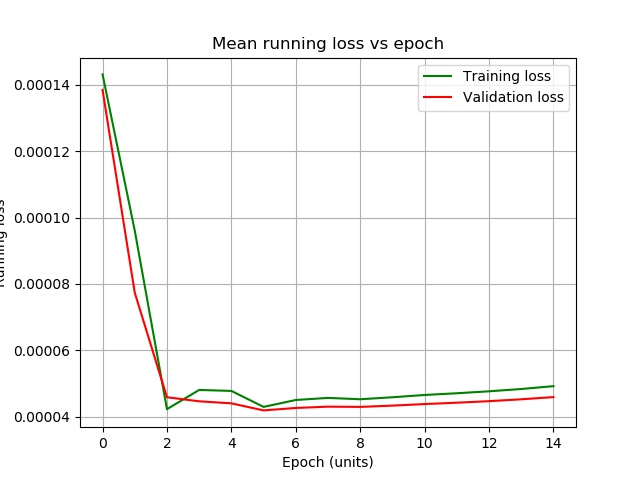 Mean running loss vs epoch
Training loss
Validation loss
0.00014
0.00012
0.00010
0.00008
0.00006
0.00004
0 2 4 6 8 10 12 14
Epoch (units)
loss